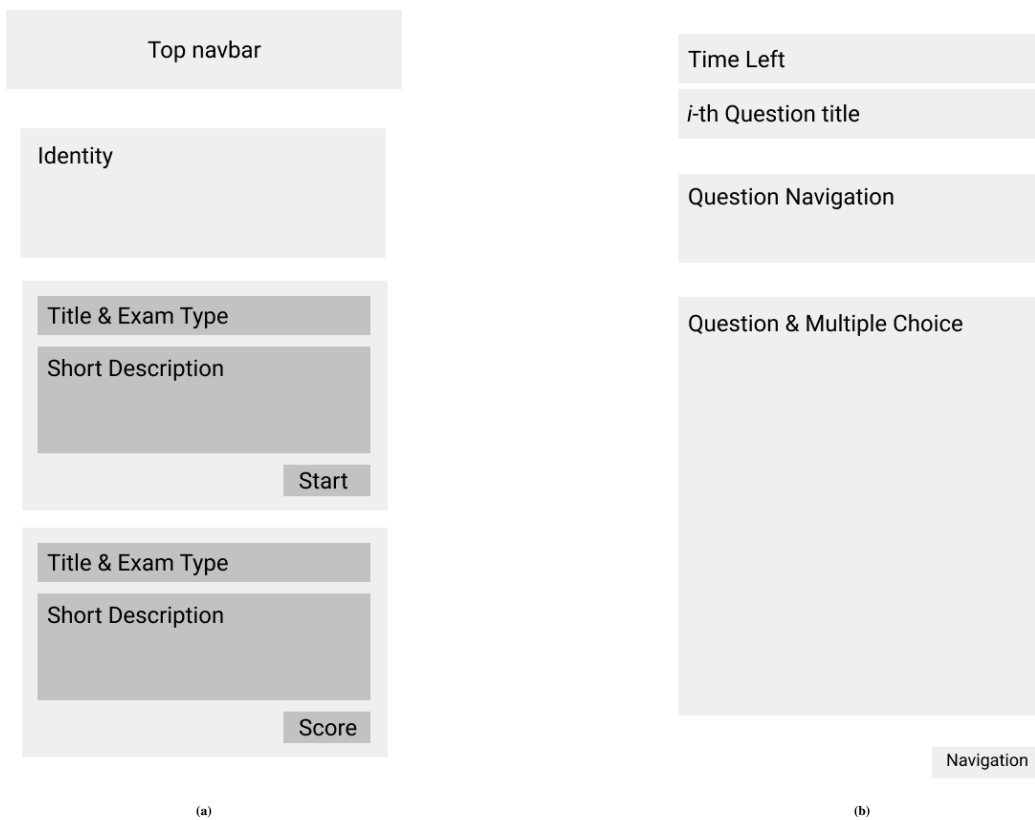 Top navbar
Identity
Title & Exam Type
Short Description
Start
Title & Exam Type
Short Description
Score
(a)
Time Left
i-th Question title
Question Navigation
Question & Multiple Choice
Navigation
(b)